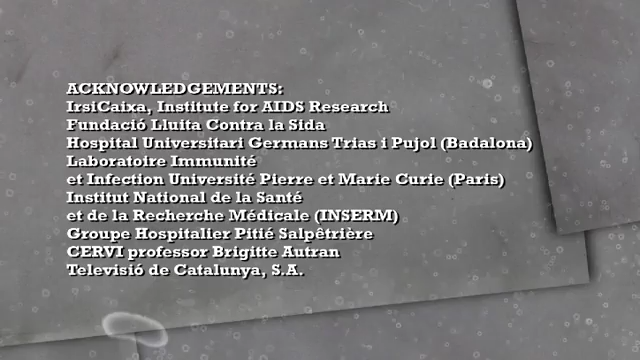 ACKNOWLEDGEMENTS:
IrsiCaixa, Institute for AIDS Research
Fundació Lluita Contra la Sida
Hospital Universitari Germans Trias i Pujol (Badalona)
Laboratoire Immunité
et Infection Université Pierre et Marie Curie (Paris)
Institut National de la Santé
et de la Recherche Médicale (INSERM)
Groupe Hospitalier Pitié Salpêtrière
CERVI professor Brigitte Autran
Televisió de Catalunya, S.A.